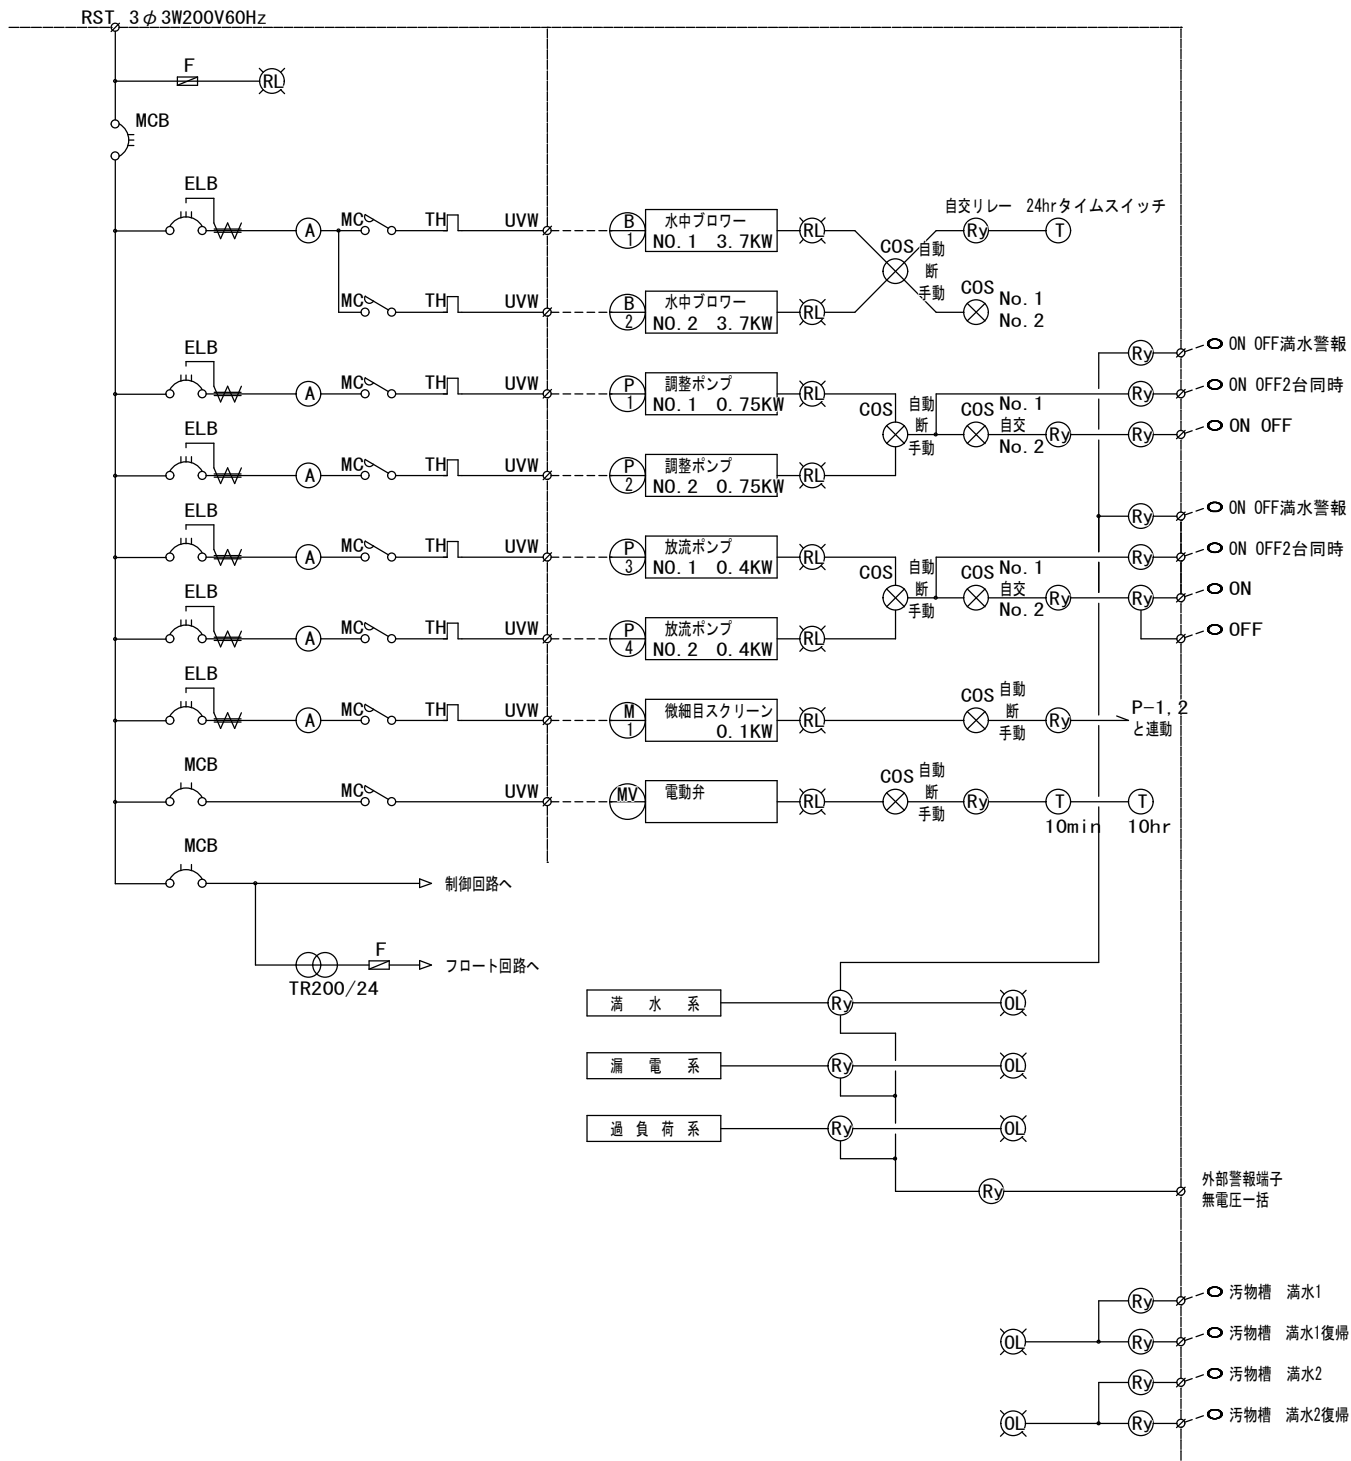 RST 3φ3W200V60Hz
F
RL
MCB
ELB
A
MC
TH
UVW
B
1
水中ブロワー
NO.1 3.7KW
RL
COS
自動
断
手動
自交リレー 24hrタイムスイッチ
Ry
T
MC
TH
UVW
B
2
水中ブロワー
NO.2 3.7KW
RL
COS
No.1
No.2
Ry
ON OFF満水警報
ELB
A
MC
TH
UVW
P
1
調整ポンプ
NO.1 0.75KW
RL
Ry
ON OFF2台同時
COS
自動
断
手動
COS
No.1
自交
No.2
Ry
Ry
ON OFF
ELB
A
MC
TH
UVW
P
2
調整ポンプ
NO.2 0.75KW
RL
Ry
ON OFF満水警報
ELB
A
MC
TH
UVW
P
3
放流ポンプ
NO.1 0.4KW
RL
Ry
ON OFF2台同時
COS
自動
断
手動
COS
No.1
自交
No.2
Ry
Ry
ON
ELB
A
MC
TH
UVW
P
4
放流ポンプ
NO.2 0.4KW
RL
OFF
ELB
A
MC
TH
UVW
M
1
微細目スクリーン
0.1KW
RL
COS
自動
断
手動
Ry
P-1,2
と連動
MCB
MC
UVW
MV
電動弁
RL
COS
自動
断
手動
Ry
T
10min
T
10hr
MCB
制御回路へ
TR200/24
F
フロート回路へ
満 水 系
Ry
OL
漏 電 系
Ry
OL
過 負 荷 系
Ry
OL
Ry
外部警報端子
無電圧一括
Ry
汚物槽 満水1
OL
Ry
汚物槽 満水1復帰
Ry
汚物槽 満水2
OL
Ry
汚物槽 満水2復帰